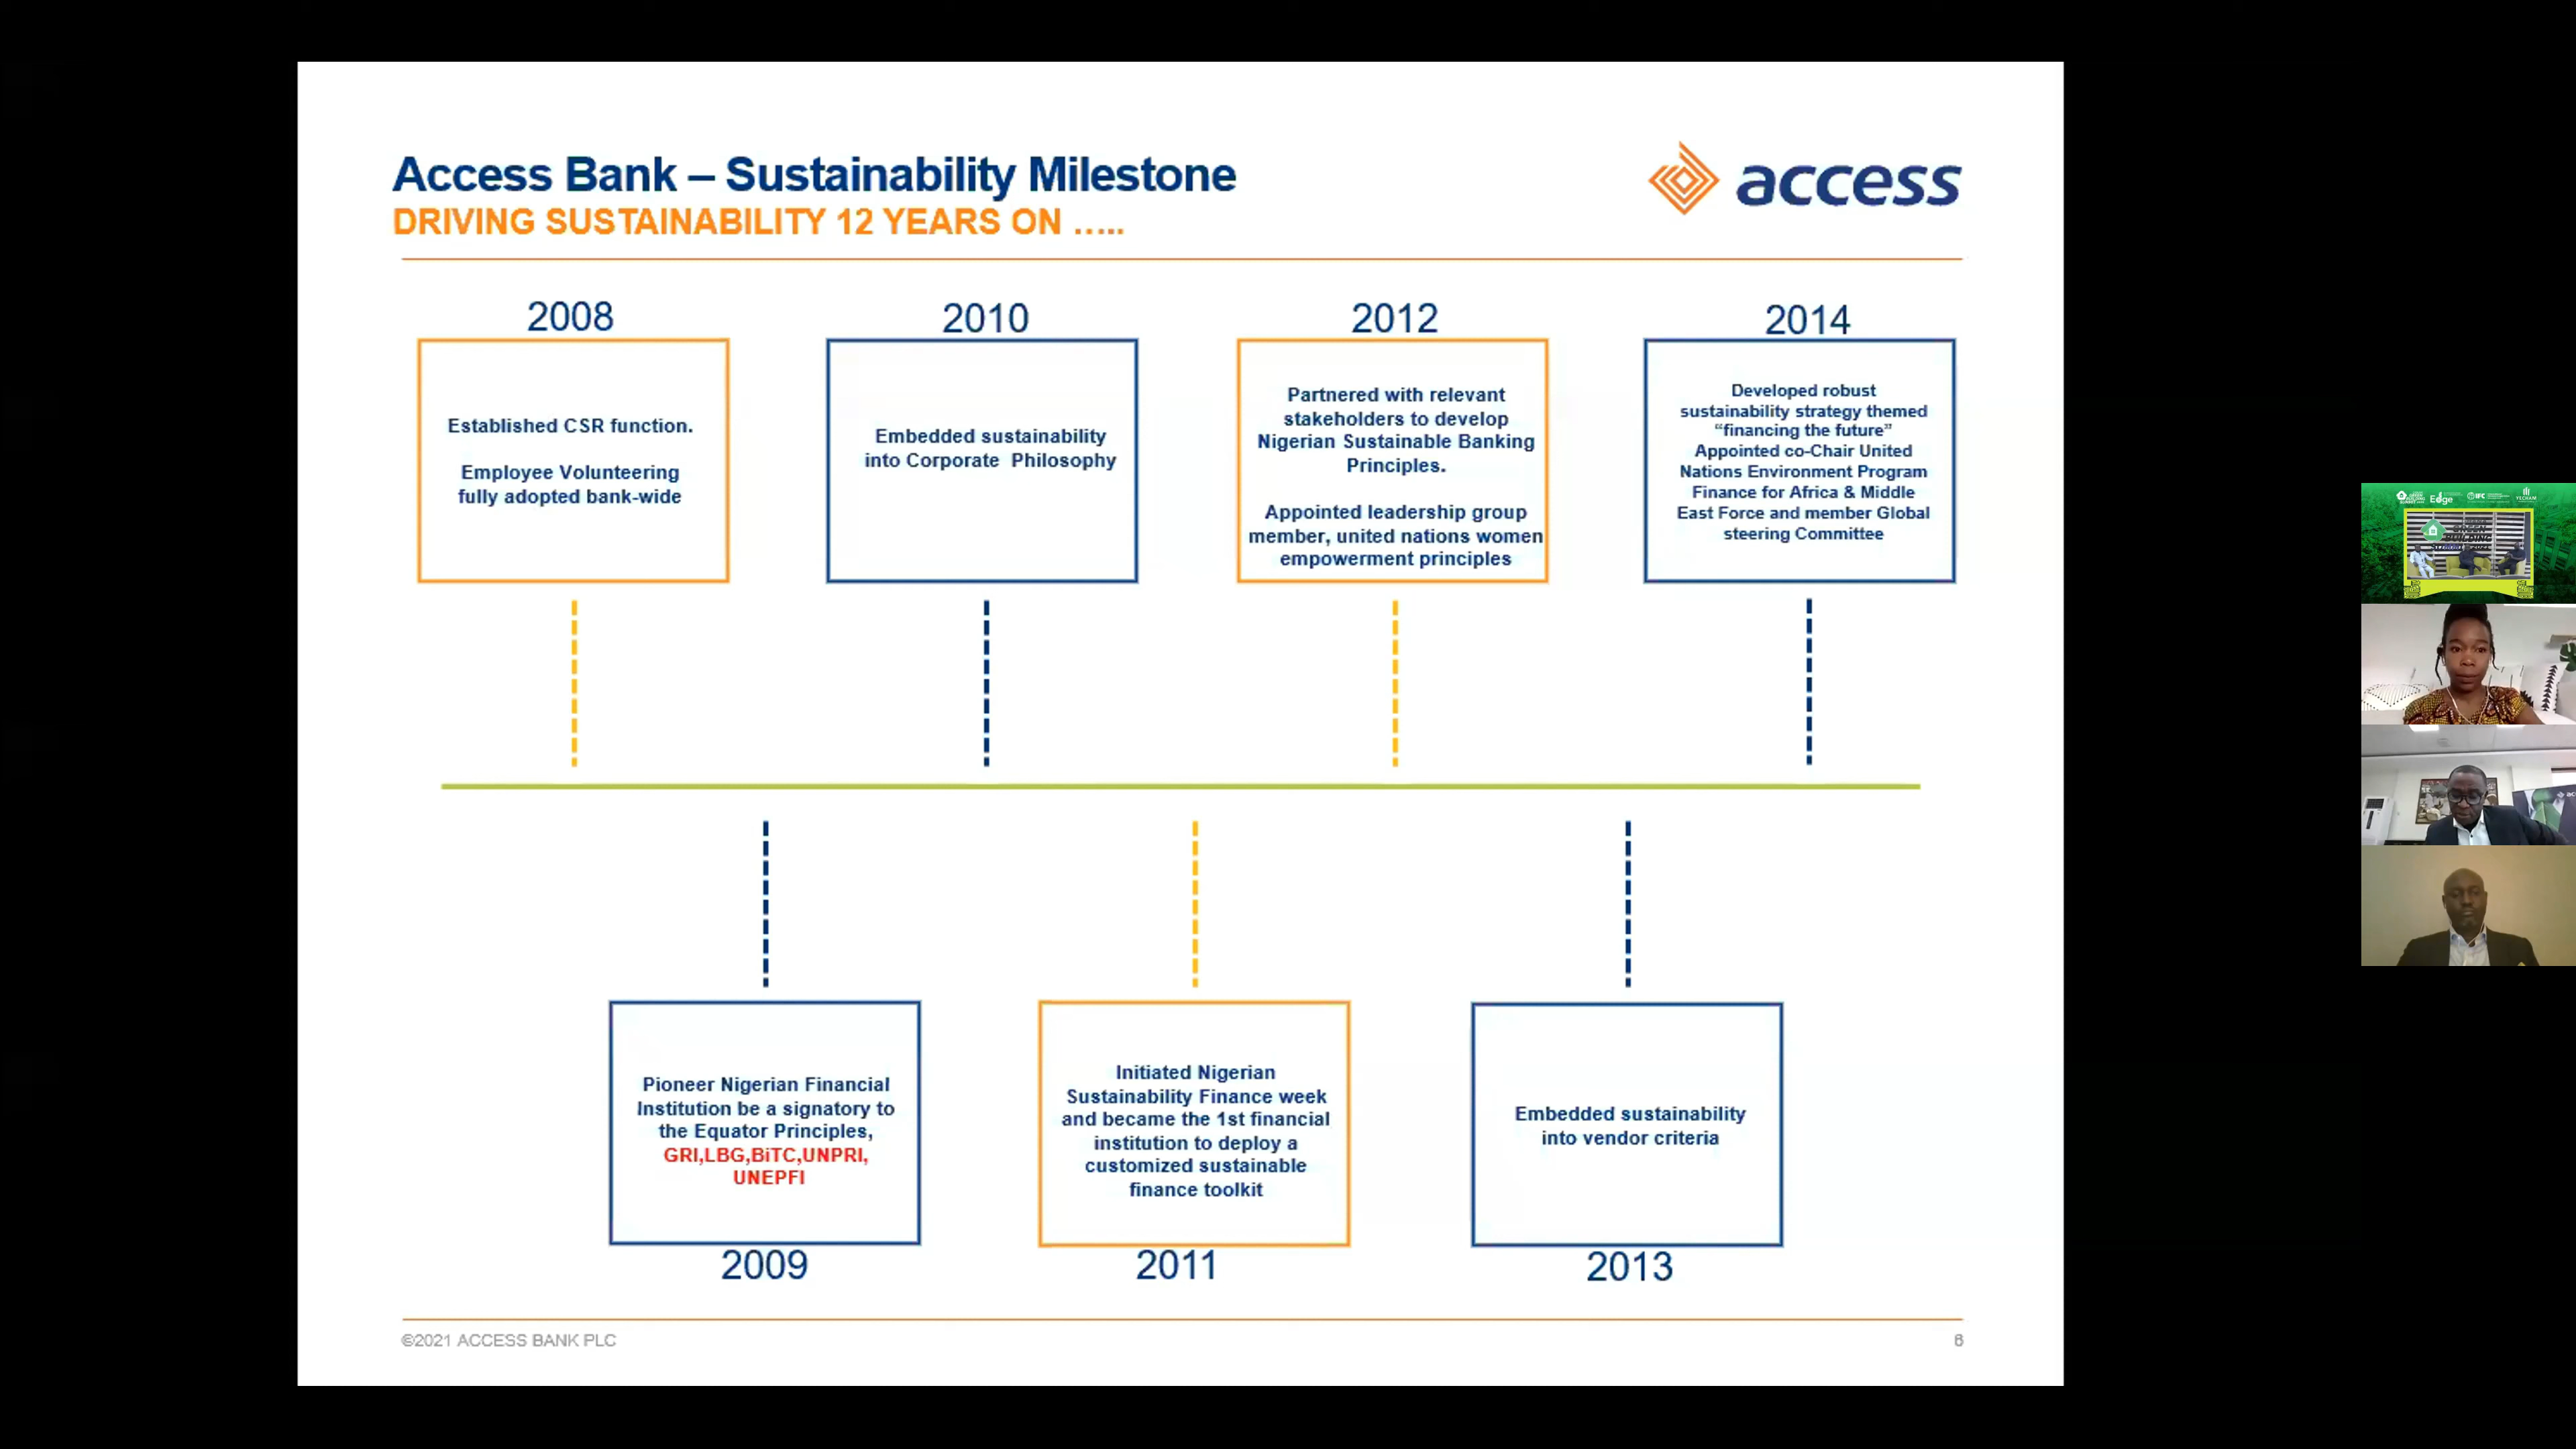 Access Bank – Sustainability Milestone
DRIVING SUSTAINABILITY 12 YEARS ON …..
access
2008
Established CSR function.
Employee Volunteering
fully adopted bank-wide
2010
Embedded sustainability
into Corporate Philosophy
2012
Partnered with relevant
stakeholders to develop
Nigerian Sustainable Banking
Principles.
Appointed leadership group
member, united nations women
empowerment principles
2014
Developed robust
sustainability strategy themed
“financing the future”
Appointed co-Chair United
Nations Environment Program
Finance for Africa & Middle
East Force and member Global
steering Committee
Pioneer Nigerian Financial
Institution be a signatory to
the Equator Principles,
GRI,LBG,BiTC,UNPRI,
UNEPFI
2009
Initiated Nigerian
Sustainability Finance week
and became the 1st financial
institution to deploy a
customized sustainable
finance toolkit
2011
Embedded sustainability
into vendor criteria
2013
©2021 ACCESS BANK PLC
6
Edge
IFC
GREEN
BUILDING